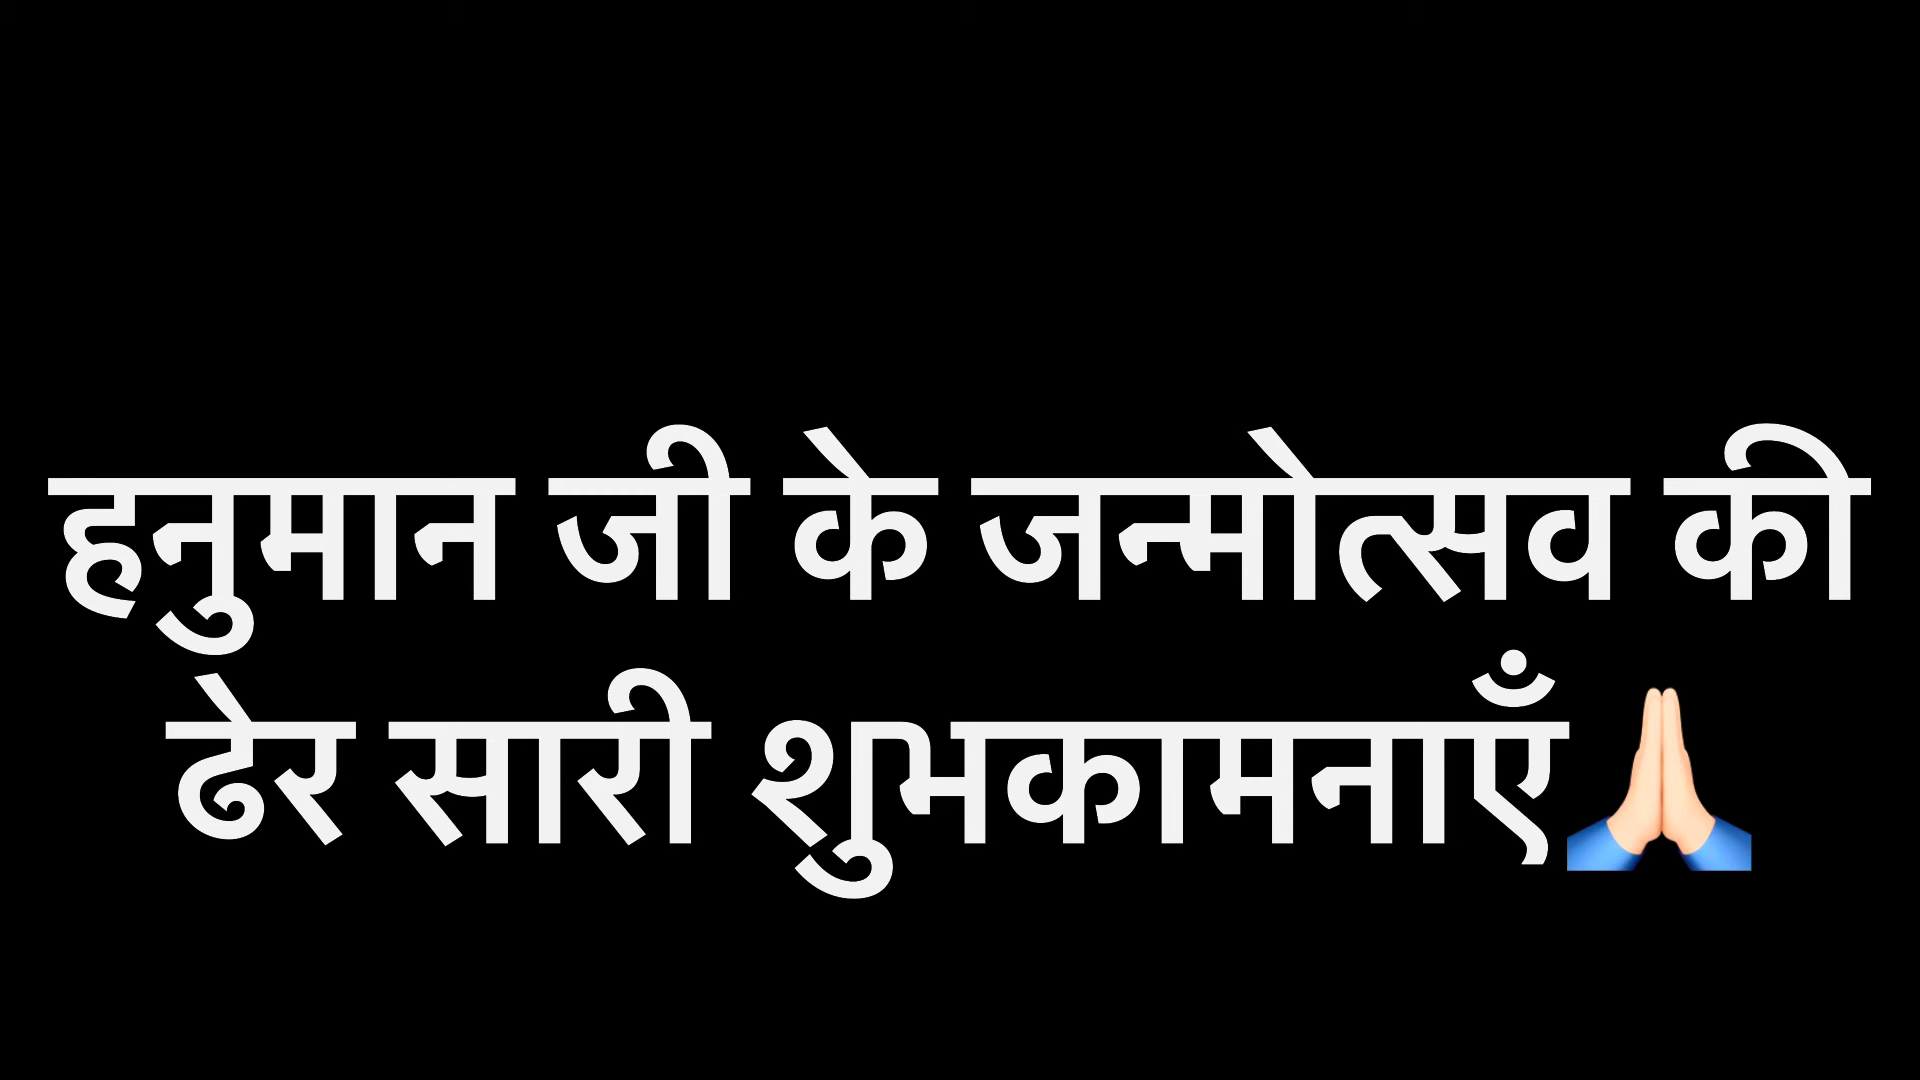 हनुमान जी के जन्मोत्सव की
ढेर सारी शुभकामनाएँ🙏🏻